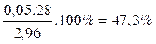 0,05.28
2,96 .100% = 47,3%